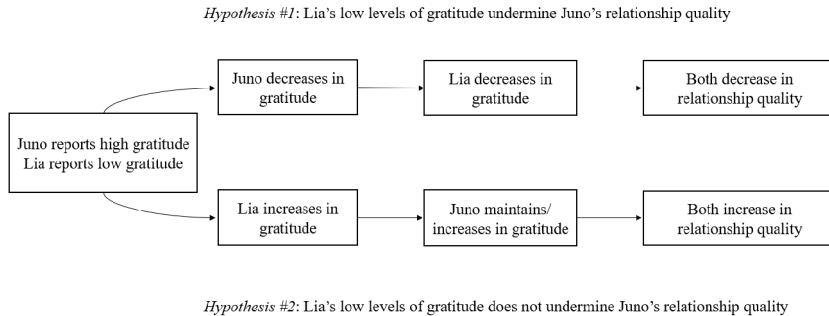 Hypothesis #1: Lia's low levels of gratitude undermine Juno's relationship quality
Juno decreases in
gratitude
Lia decreases in
gratitude
Both decrease in
relationship quality
Juno reports high gratitude
Lia reports low gratitude
Lia increases in
gratitude
Juno maintains/
increases in gratitude
Both increase in
relationship quality
Hypothesis #2: Lia's low levels of gratitude does not undermine Juno's relationship quality